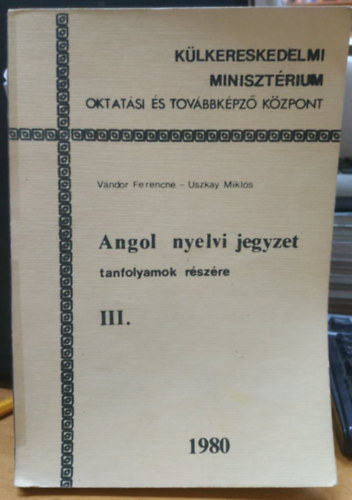 KÜLKERESKEDELMI
MINISZTÉRIUM
OKTATÁSI ÉS TOVÁBBKÉPZŐ KÖZPONT
Vándor Ferencné – Uszkay Miklós
Angol nyelvi jegyzet
tanfolyamok részére
III.
1980